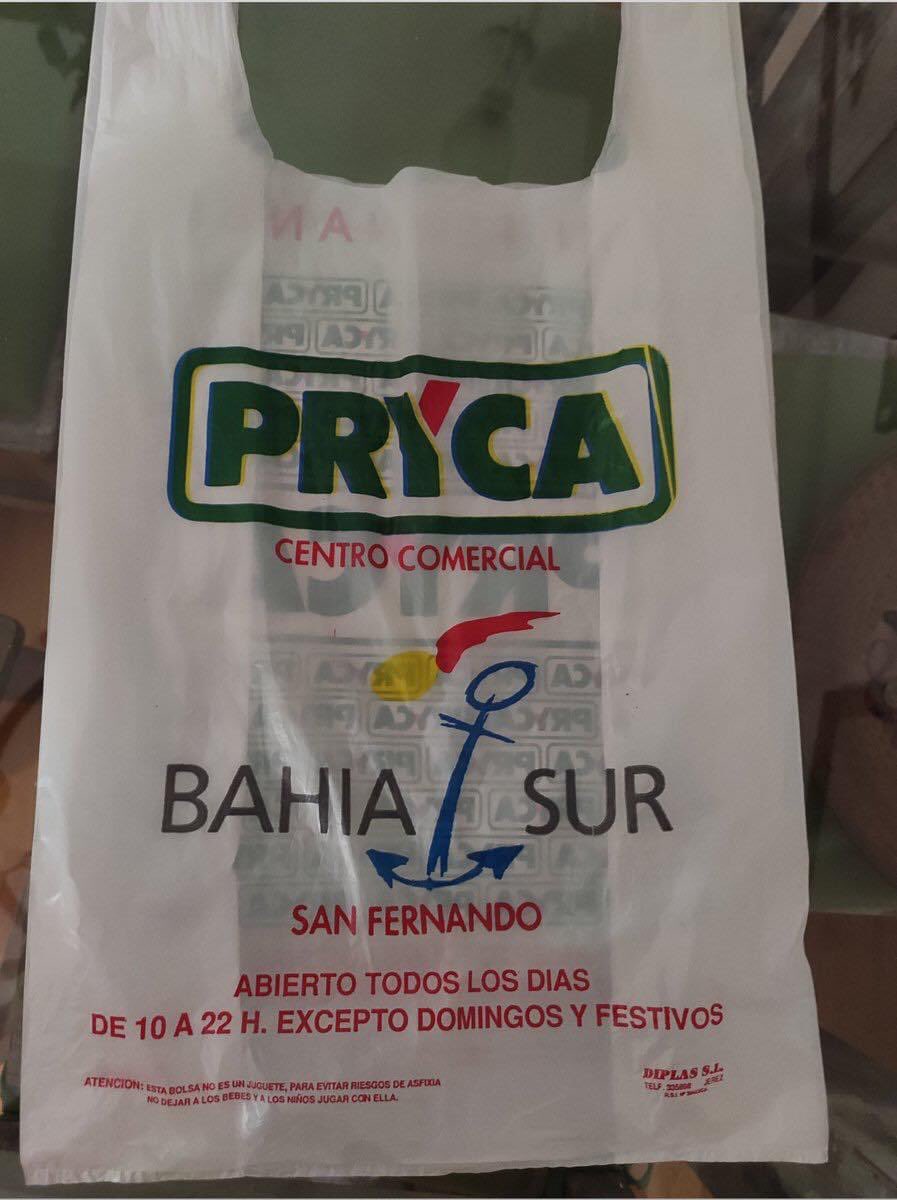 PRYCA
CENTRO COMERCIAL
BAHIA SUR
SAN FERNANDO
ABIERTO TODOS LOS DIAS
DE 10 A 22 H. EXCEPTO DOMINGOS Y FESTIVOS
ATENCION: ESTA BOLSA NO ES UN JUGUETE, PARA EVITAR RIESGOS DE ASFIXIA
NO DEJAR A LOS BEBES Y A LOS NIÑOS JUGAR CON ELLA.
DIPLAS S.L.
TELF. 335898 JEREZ